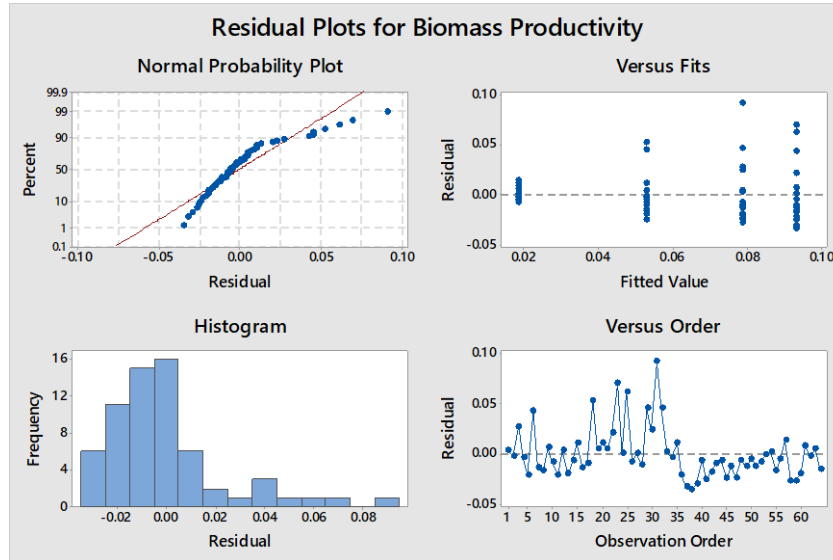 Residual Plots for Biomass Productivity
Normal Probability Plot
99.9
99
90
50
10
1
0.1
Percent
-0.10 -0.05 0.00 0.05 0.10
Residual
Versus Fits
0.10
0.05
0.00
-0.05
Residual
0.02 0.04 0.06 0.08 0.10
Fitted Value
Histogram
16
12
8
4
0
Frequency
-0.02 0.00 0.02 0.04 0.06 0.08
Residual
Versus Order
0.10
0.05
0.00
-0.05
Residual
1 5 10 15 20 25 30 35 40 45 50 55 60
Observation Order